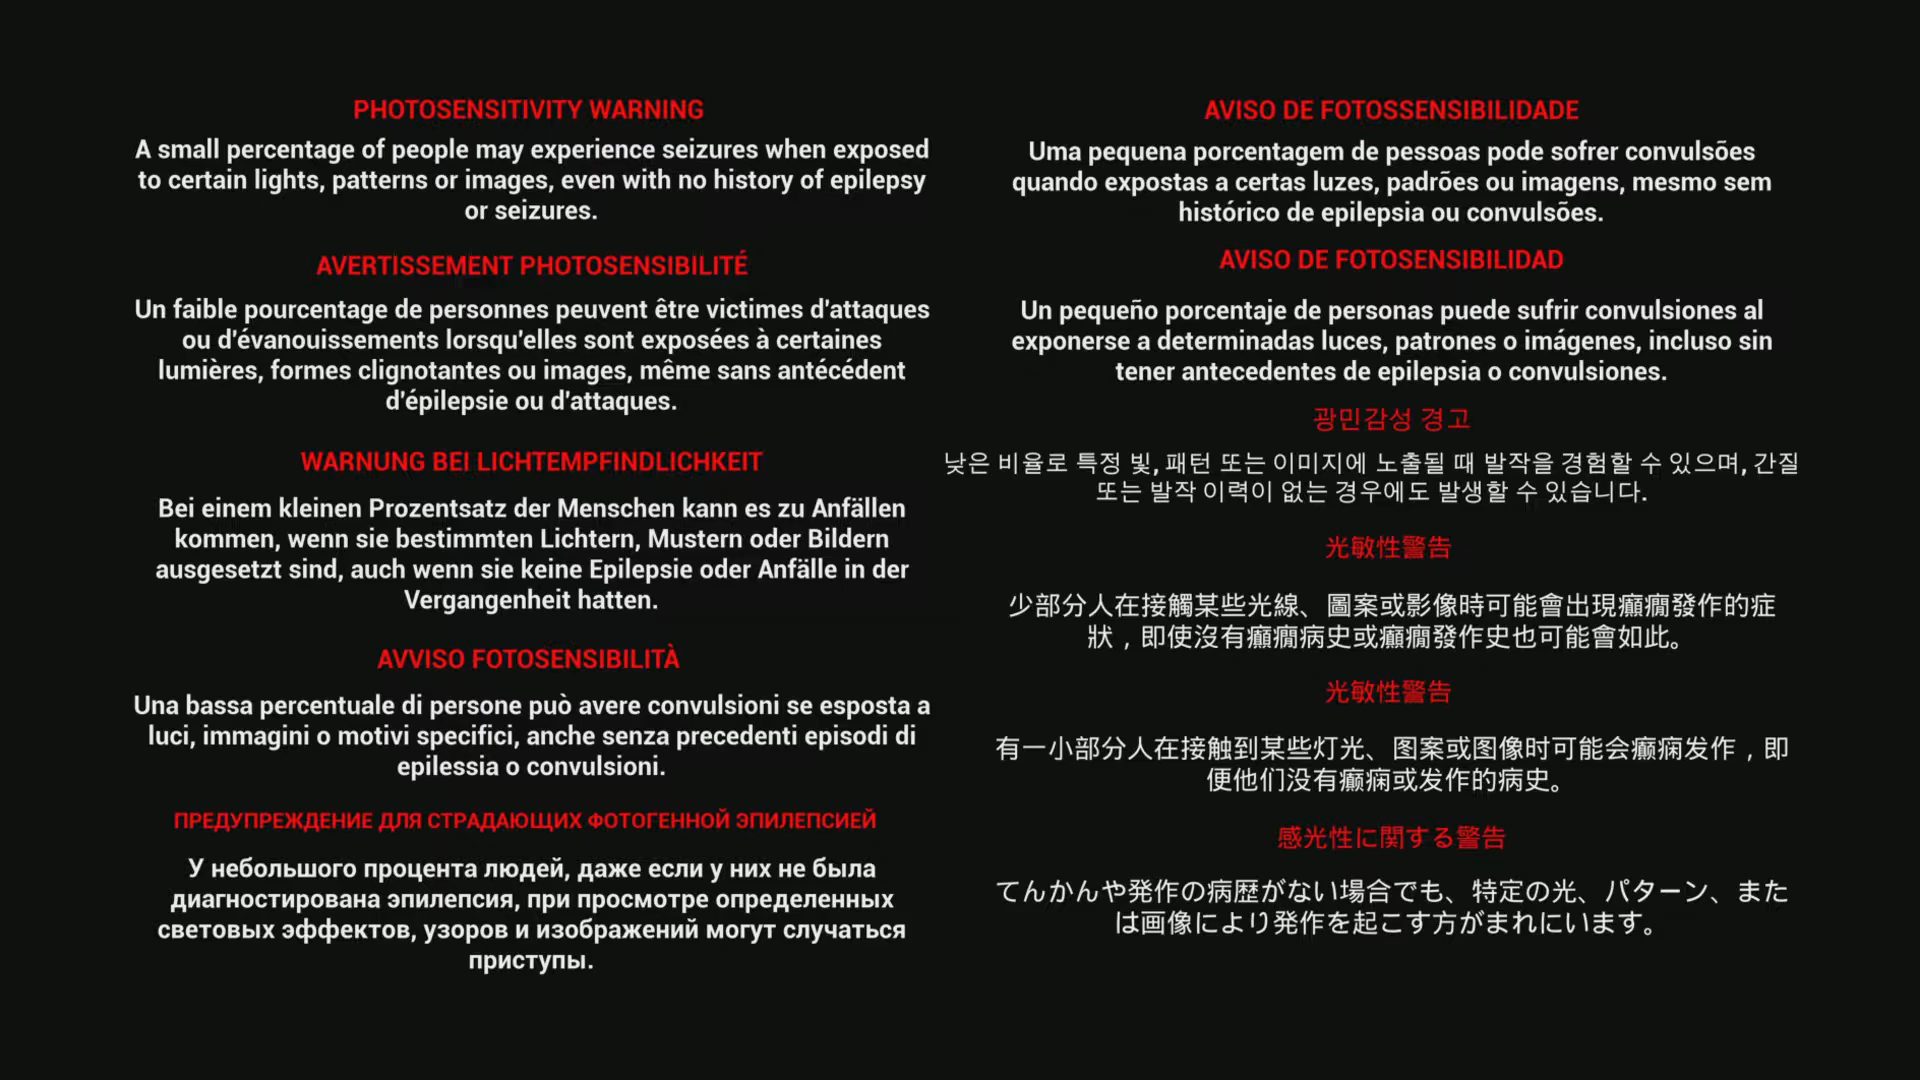 PHOTOSENSITIVITY WARNING
A small percentage of people may experience seizures when exposed
to certain lights, patterns or images, even with no history of epilepsy
or seizures.
AVERTISSEMENT PHOTOSENSIBILITÉ
Un faible pourcentage de personnes peuvent être victimes d'attaques
ou d'évanouissements lorsqu'elles sont exposées à certaines
lumières, formes clignotantes ou images, même sans antécédent
d'épilepsie ou d'attaques.
WARNUNG BEI LICHTEMPFINDLICHKEIT
Bei einem kleinen Prozentsatz der Menschen kann es zu Anfällen
kommen, wenn sie bestimmten Lichtern, Mustern oder Bildern
ausgesetzt sind, auch wenn sie keine Epilepsie oder Anfälle in der
Vergangenheit hatten.
AVVISO FOTOSENSIBILITÀ
Una bassa percentuale di persone può avere convulsioni se esposta a
luci, immagini o motivi specifici, anche senza precedenti episodi di
epilessia o convulsioni.
ПРЕДУПРЕЖДЕНИЕ ДЛЯ СТРАДАЮЩИХ ФОТОГЕННОЙ ЭПИЛЕПСИЕЙ
У небольшого процента людей, даже если у них не была
диагностирована эпилепсия, при просмотре определенных
световых эффектов, узоров и изображений могут случаться
приступы.
AVISO DE FOTOSSENSIBILIDADE
Uma pequena porcentagem de pessoas pode sofrer convulsões
quando expostas a certas luzes, padrões ou imagens, mesmo sem
histórico de epilepsia ou convulsões.
AVISO DE FOTOSENSIBILIDAD
Un pequeño porcentaje de personas puede sufrir convulsiones al
exponerse a determinadas luces, patrones o imágenes, incluso sin
tener antecedentes de epilepsia o convulsiones.
광민감성 경고
낮은 비율로 특정 빛, 패턴 또는 이미지에 노출될 때 발작을 경험할 수 있으며, 간질
또는 발작 이력이 없는 경우에도 발생할 수 있습니다.
光敏性警告
少部分人在接觸某些光線、圖案或影像時可能會出現癲癇發作的症
狀，即使沒有癲癇病史或癲癇發作史也可能會如此。
光敏性警告
有一小部分人在接触到某些灯光、图案或图像时可能会癫痫发作，即
便他们没有癫痫或发作的病史。
感光性に関する警告
てんかんや発作の病歴がない場合でも、特定の光、パターン、また
は画像により発作を起こす方がまれにいます。